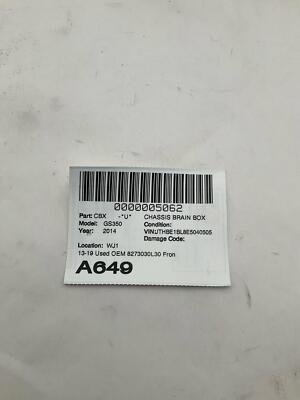 0000005062
Part: CBX -*U* CHASSIS BRAIN BOX
Model: GS350 Condition:
Year: 2014 VIN:JTHBE1BL8E5040505
Damage Code:
Location: WJ1
13-19 Used OEM 8273030L30 Fron
A649